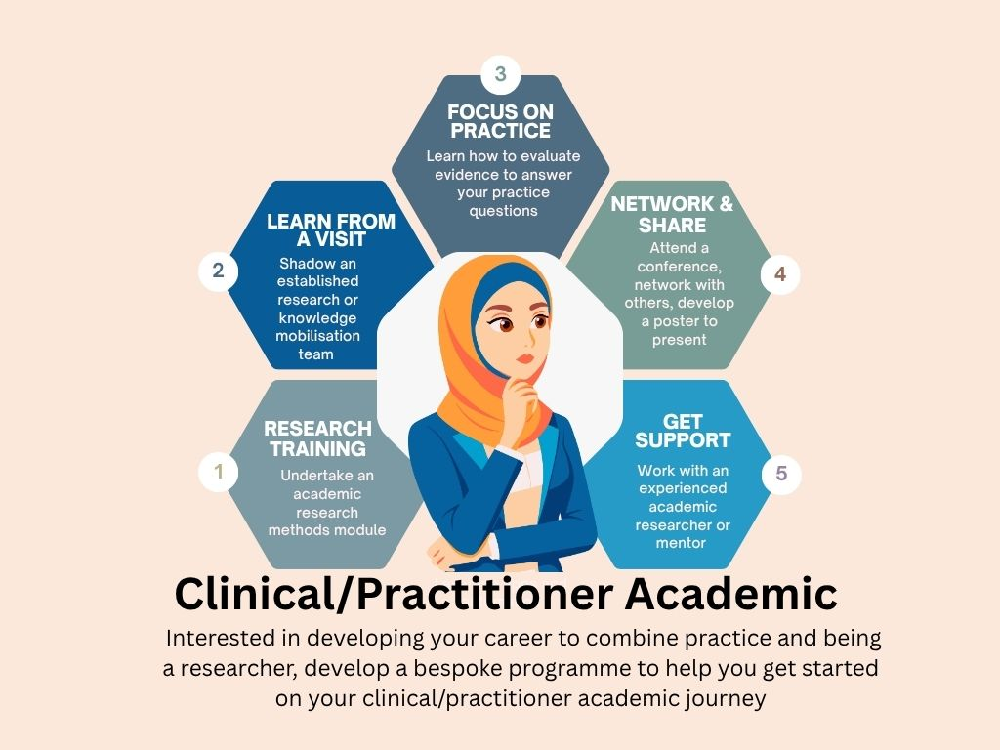 3
FOCUS ON
PRACTICE
Learn how to evaluate
evidence to answer
your practice
questions
2
LEARN FROM
A VISIT
Shadow an
established
research or
knowledge
mobilisation
team
NETWORK &
SHARE
Attend a
conference,
network with
others, develop
a poster to
present
4
1
RESEARCH
TRAINING
Undertake an
academic
research
methods module
GET
SUPPORT
Work with an
experienced
academic
researcher or
mentor
5
Clinical/Practitioner Academic
Interested in developing your career to combine practice and being
a researcher, develop a bespoke programme to help you get started
on your clinical/practitioner academic journey